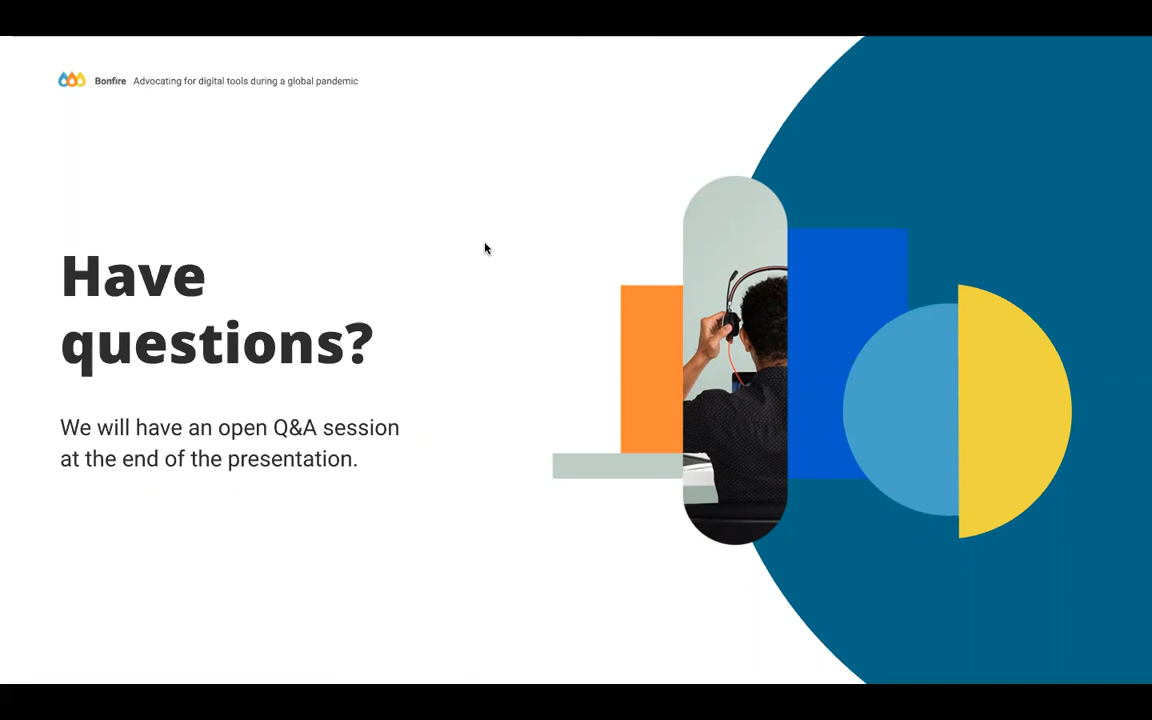 Bonfire Advocating for digital tools during a global pandemic
Have
questions?
We will have an open Q&A session
at the end of the presentation.